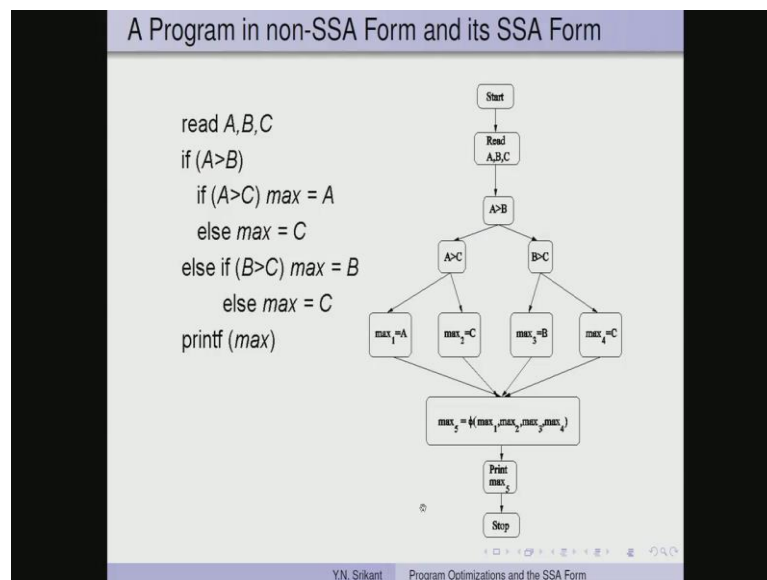 A Program in non-SSA Form and its SSA Form
read A,B,C
if (A>B)
if (A>C) max = A
else max = C
else if (B>C) max = B
else max = C
printf (max)
Start
Read
A,B,C
A>B
A>C
B>C
max₁=A
max₂=C
max₃=B
max₄=C
max₅ = ϕ(max₁,max₂,max₃,max₄)
Print
max₅
Stop
Y.N. Srikant Program Optimizations and the SSA Form